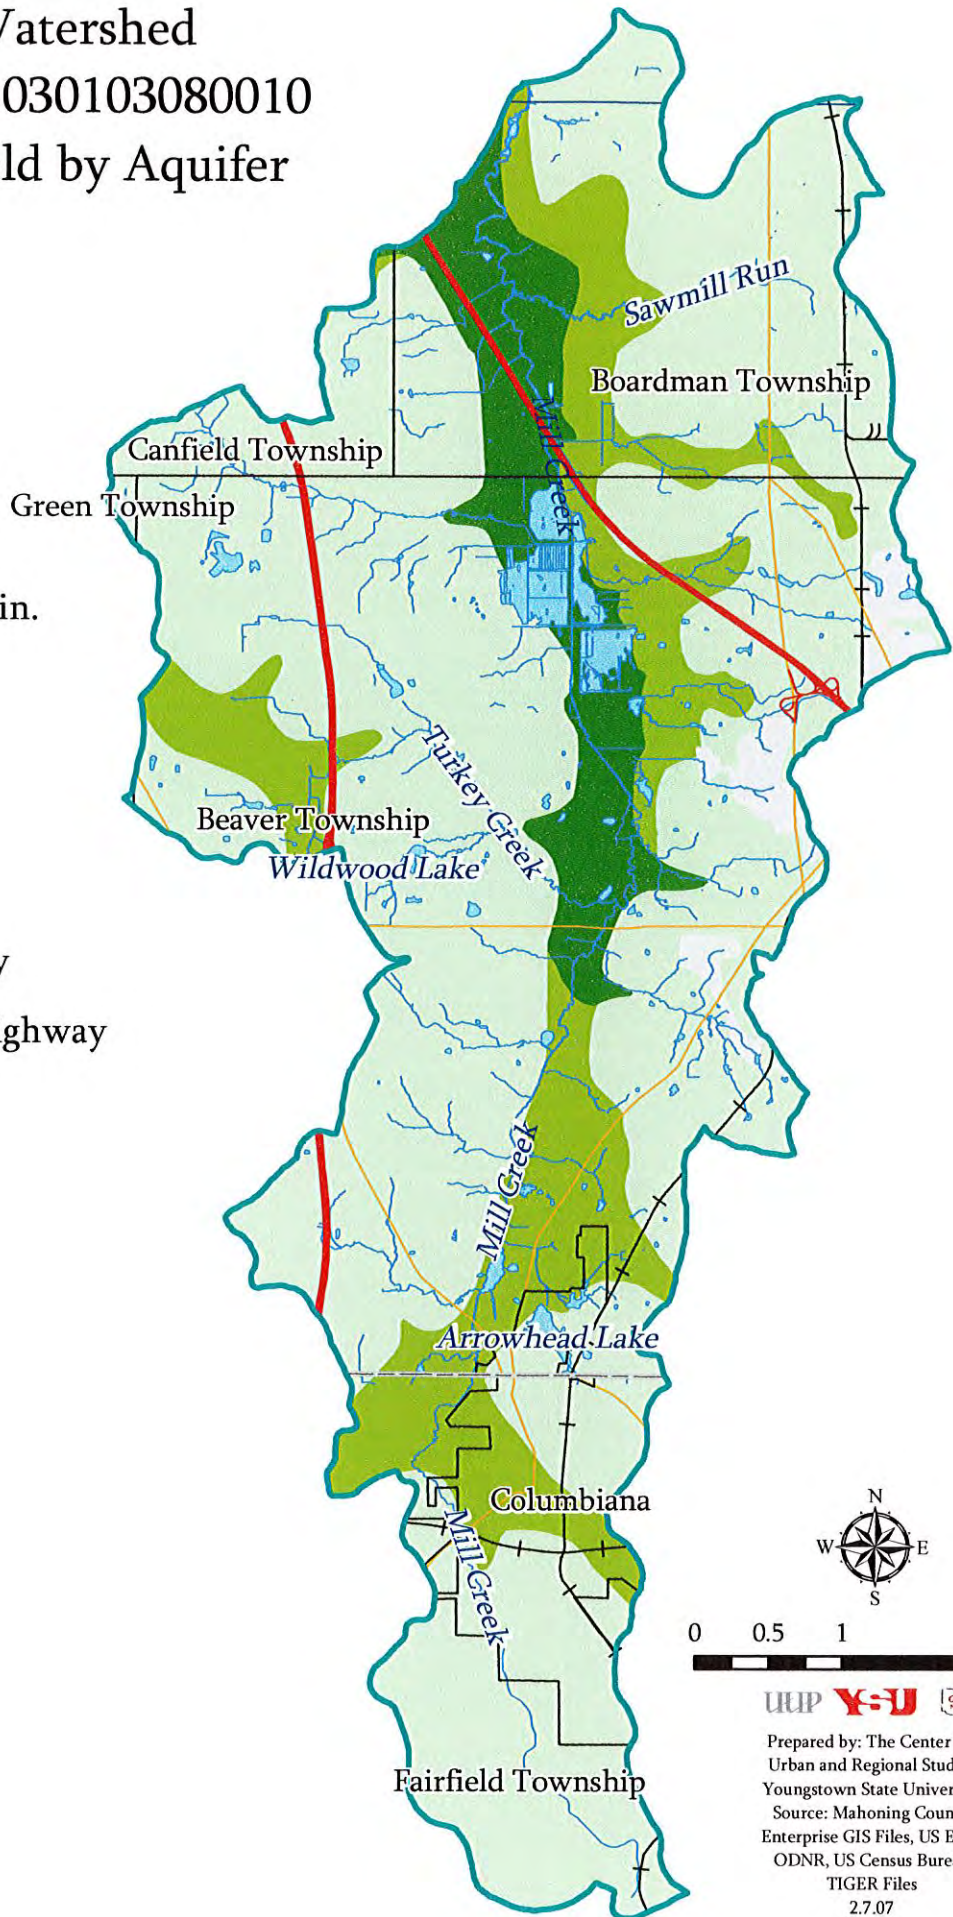 Watershed
030103080010
ld by Aquifer
Sawmill Run
Boardman Township
Mill Creek
Canfield Township
Green Township
in.
Turkey Creek
Beaver Township
Wildwood Lake
y
ghway
Mill Creek
Arrowhead Lake
Columbiana
Mill Creek
N
W E
S
0 0.5 1
UUP YSU
Fairfield Township
Prepared by: The Center
Urban and Regional Stud
Youngstown State Univer
Source: Mahoning Coun
Enterprise GIS Files, US E
ODNR, US Census Bure
TIGER Files
2.7.07